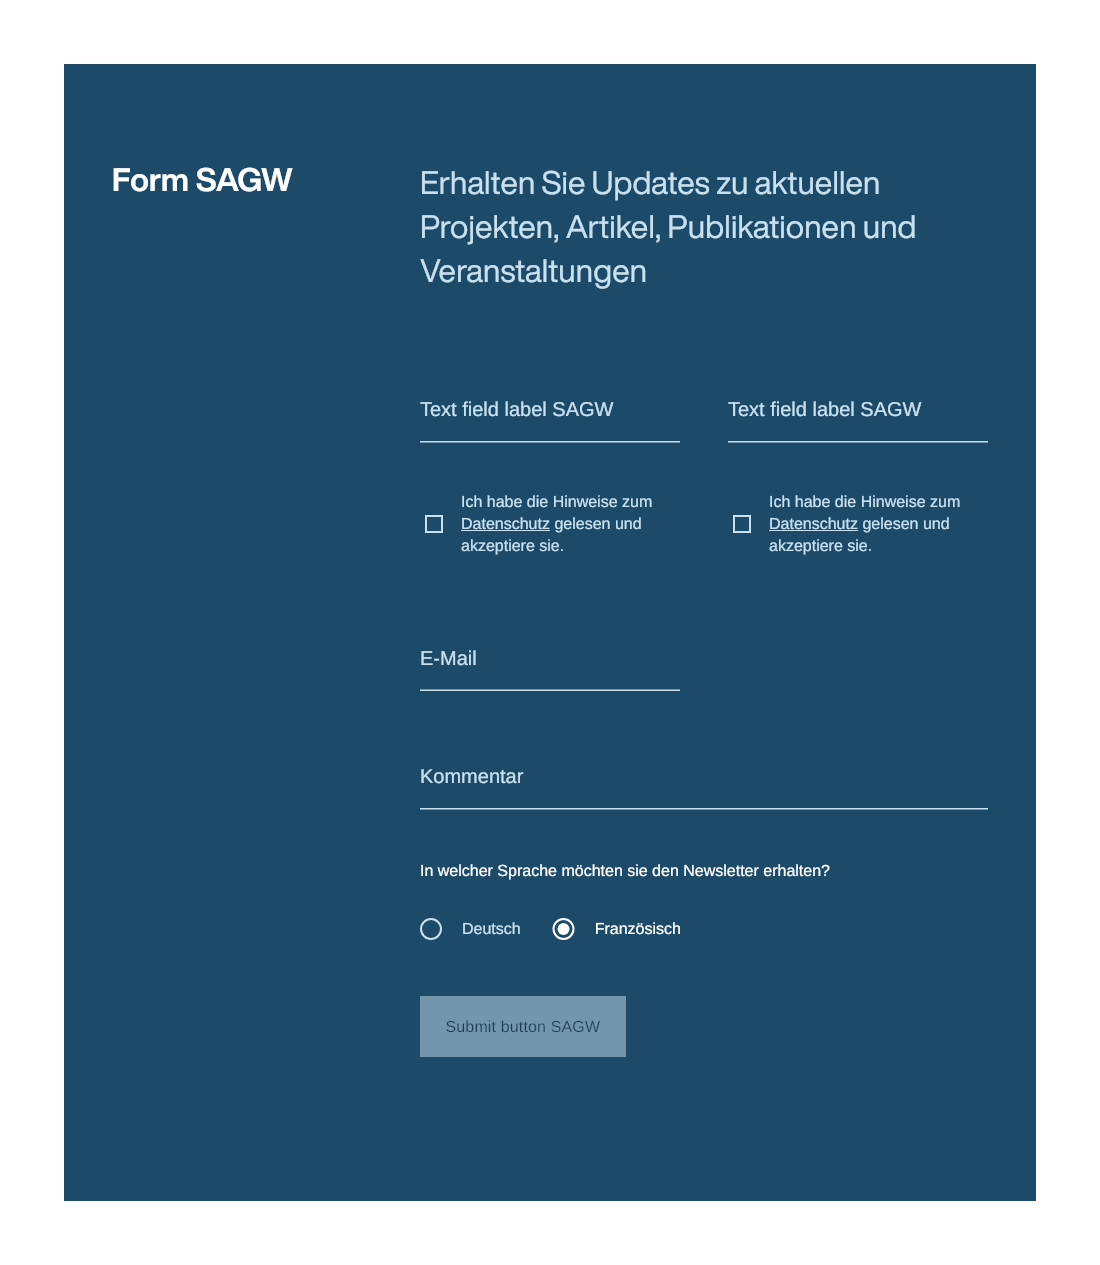 Form SAGW
Erhalten Sie Updates zu aktuellen
Projekten, Artikel, Publikationen und
Veranstaltungen
Text field label SAGW
Text field label SAGW
Ich habe die Hinweise zum
Datenschutz gelesen und
akzeptiere sie.
Ich habe die Hinweise zum
Datenschutz gelesen und
akzeptiere sie.
E-Mail
Kommentar
In welcher Sprache möchten sie den Newsletter erhalten?
Deutsch
Französisch
Submit button SAGW